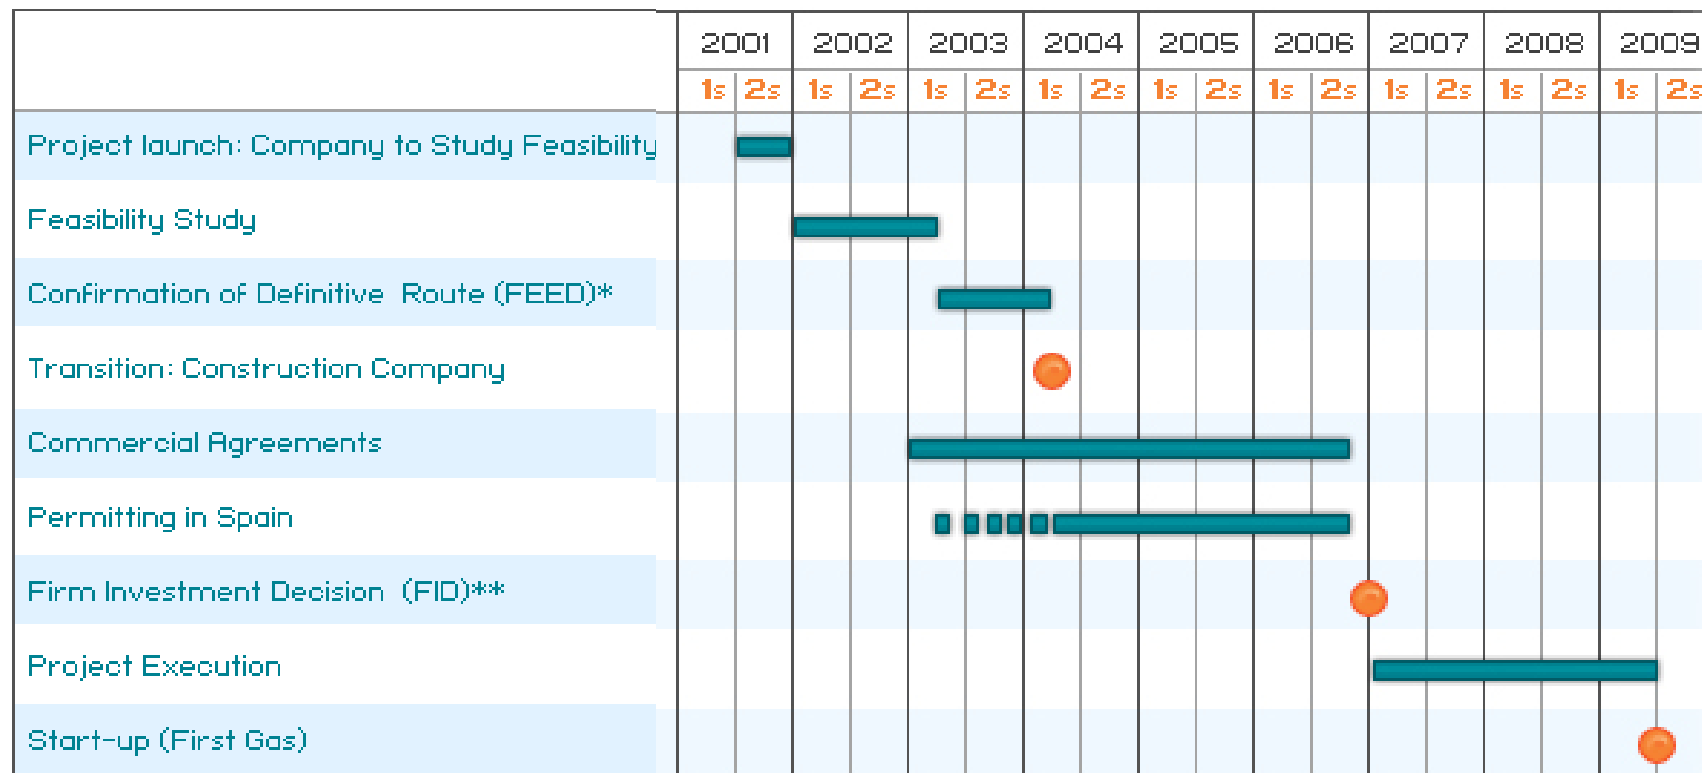 2001 2002 2003 2004 2005 2006 2007 2008 2009
1s 2s 1s 2s 1s 2s 1s 2s 1s 2s 1s 2s 1s 2s 1s 2s 1s 2s
Project launch: Company to Study Feasibility
Feasibility Study
Confirmation of Definitive Route (FEED)*
Transition: Construction Company
Commercial Agreements
Permitting in Spain
Firm Investment Decision (FID)**
Project Execution
Start-up (First Gas)